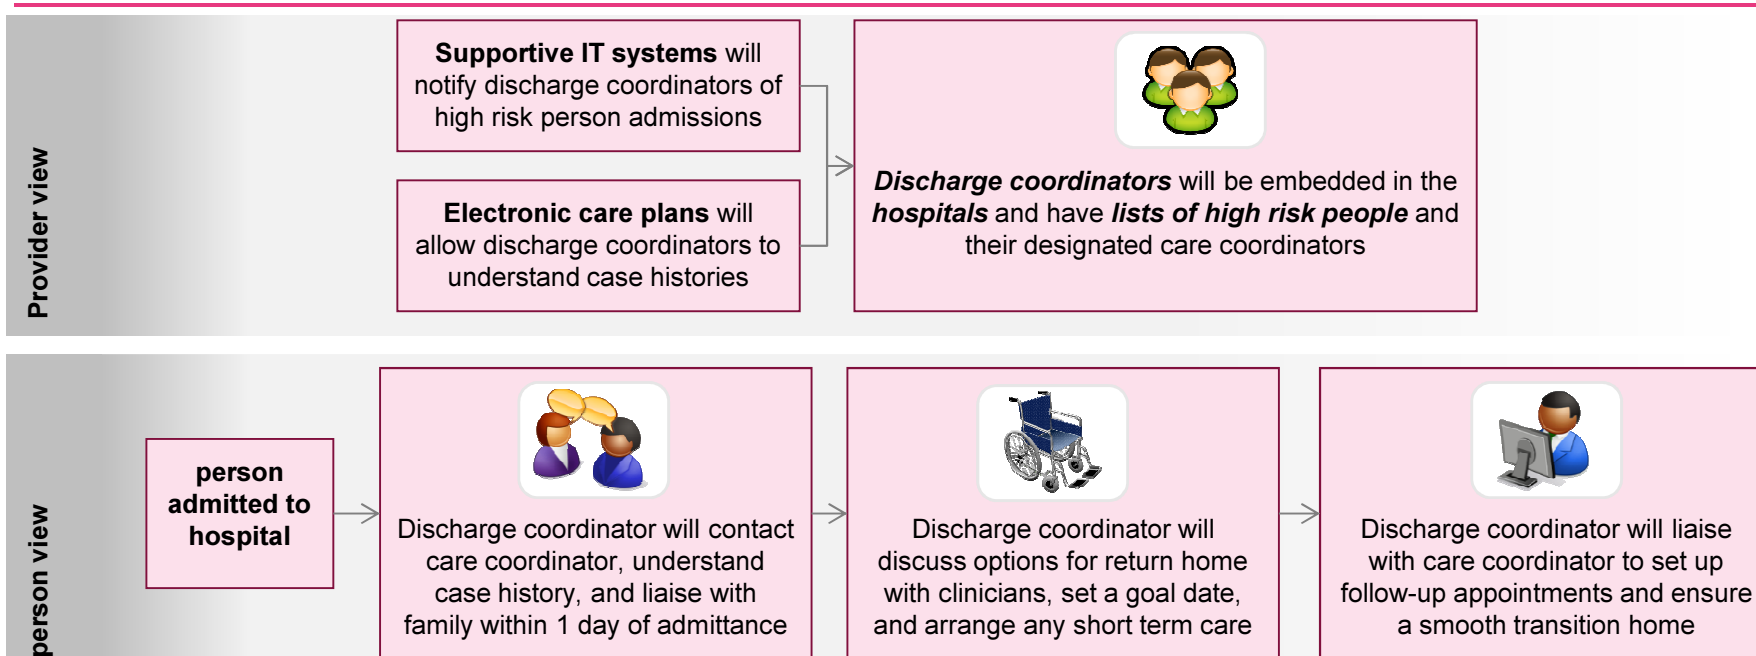 Provider view
Supportive IT systems will
notify discharge coordinators of
high risk person admissions
Electronic care plans will
allow discharge coordinators to
understand case histories
Discharge coordinators will be embedded in the
hospitals and have lists of high risk people and
their designated care coordinators
person view
person
admitted to
hospital
Discharge coordinator will contact
care coordinator, understand
case history, and liaise with
family within 1 day of admittance
Discharge coordinator will
discuss options for return home
with clinicians, set a goal date,
and arrange any short term care
Discharge coordinator will liaise
with care coordinator to set up
follow-up appointments and ensure
a smooth transition home